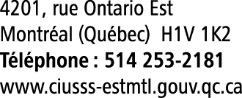 4201, rue Ontario Est
Montréal (Québec)  H1V 1K2
Téléphone : 514 253-2181
www.ciusss-estmtl.gouv.qc.ca